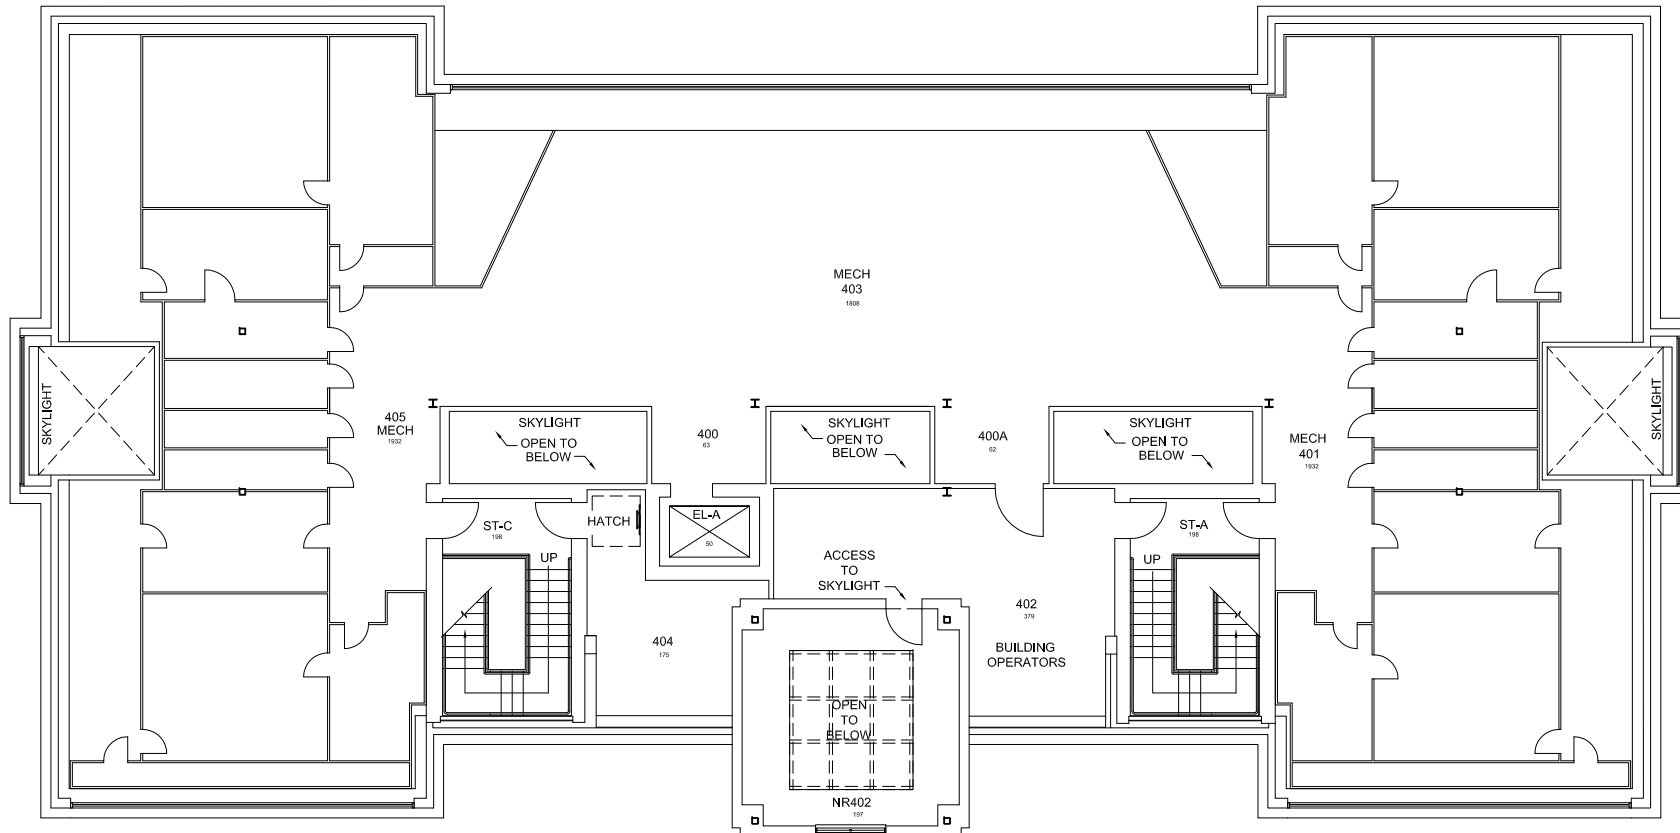 MECH
403
1808
SKYLIGHT
SKYLIGHT
405
MECH
1932
SKYLIGHT
OPEN TO
BELOW
400
63
SKYLIGHT
OPEN TO
BELOW
400A
62
SKYLIGHT
OPEN TO
BELOW
MECH
401
1932
ST-C
198
HATCH
EL-A
50
ST-A
198
UP
UP
ACCESS
TO
SKYLIGHT
402
379
BUILDING
OPERATORS
404
175
OPEN
TO
BELOW
NR402
197